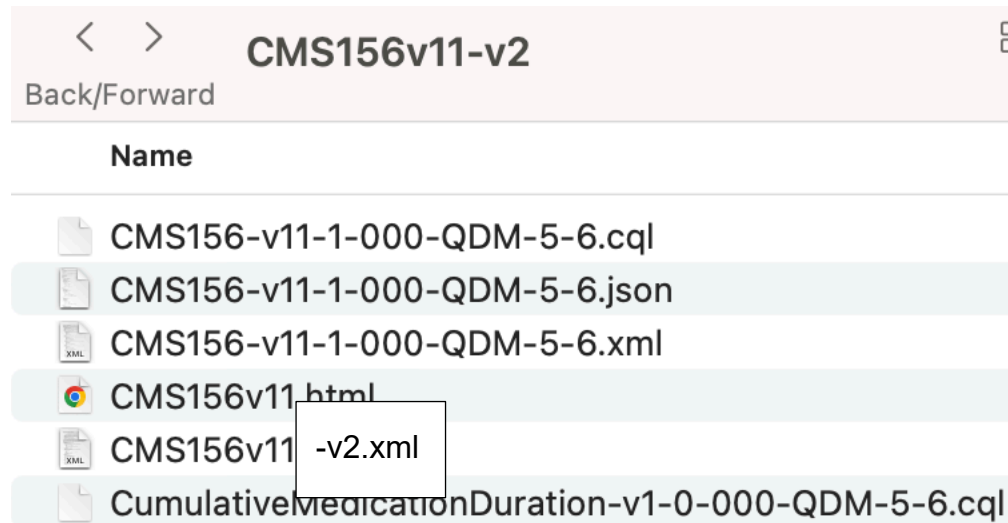 CMS156v11-v2
Back/Forward
Name
CMS156-v11-1-000-QDM-5-6.cql
CMS156-v11-1-000-QDM-5-6.json
XML CMS156-v11-1-000-QDM-5-6.xml
CMS156v11.html
XML CMS156v11 -v2.xml
CumulativeMedicationDuration-v1-0-000-QDM-5-6.cql